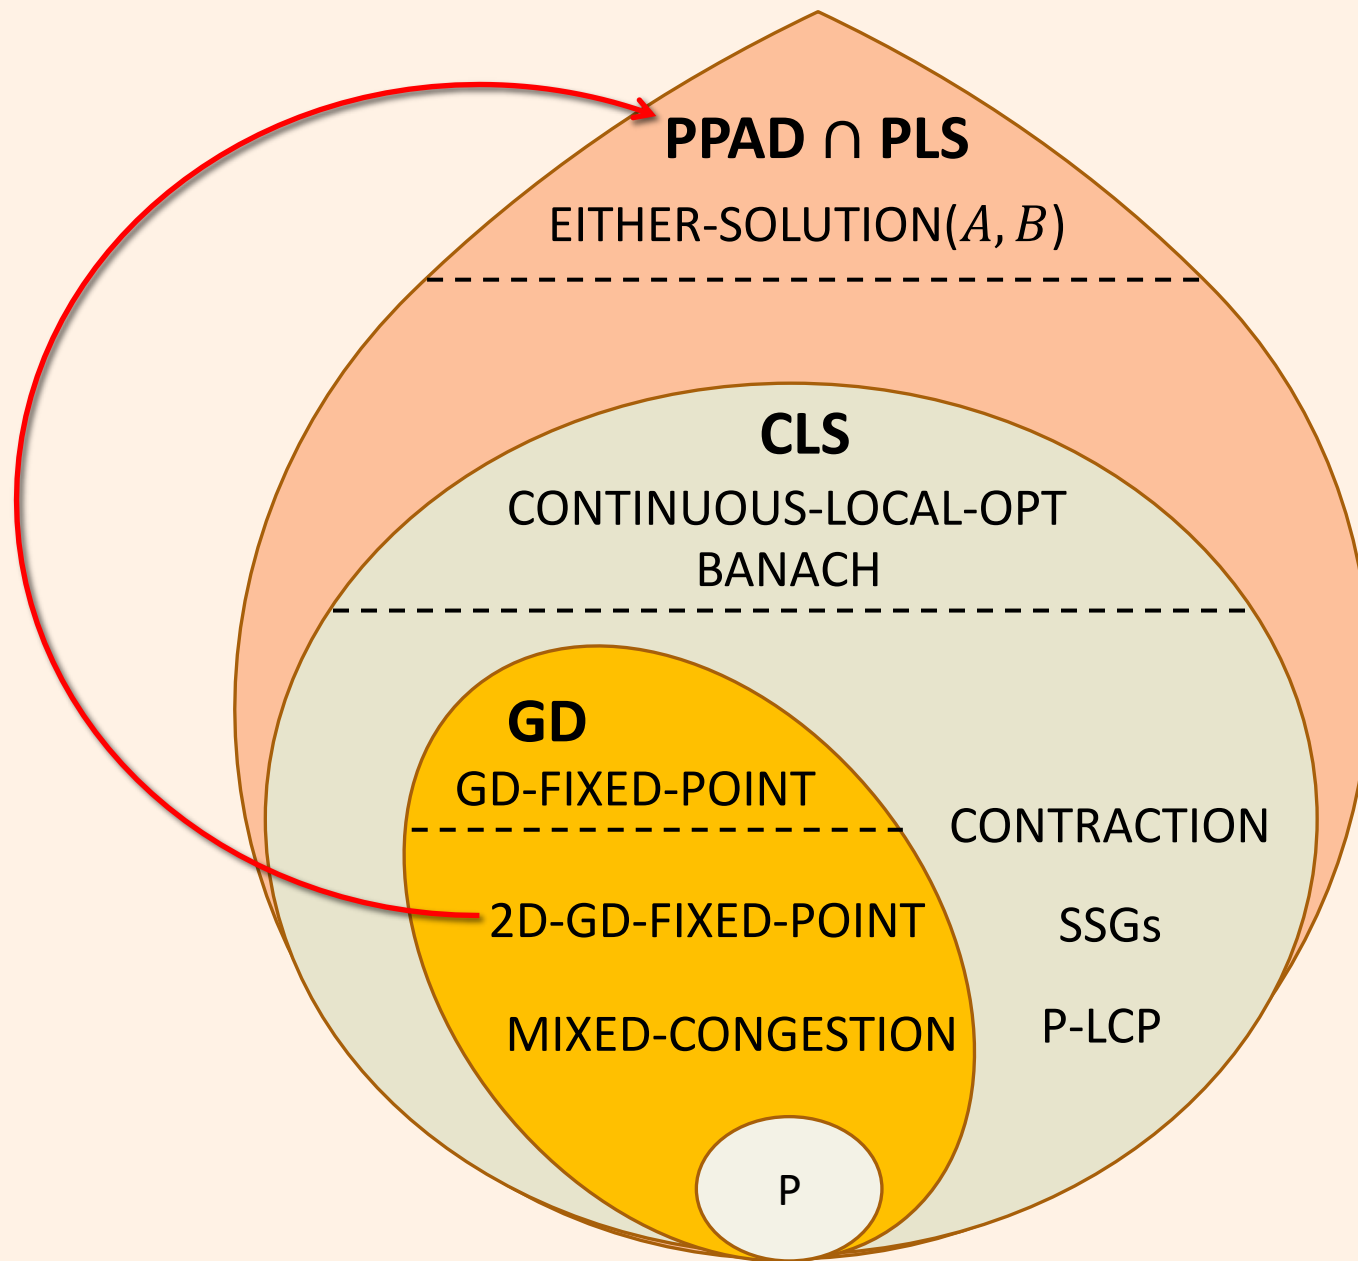 PPAD ∩ PLS
EITHER-SOLUTION(A, B)
CLS
CONTINUOUS-LOCAL-OPT
BANACH
GD
GD-FIXED-POINT
CONTRACTION
2D-GD-FIXED-POINT
SSGs
MIXED-CONGESTION
P-LCP
P